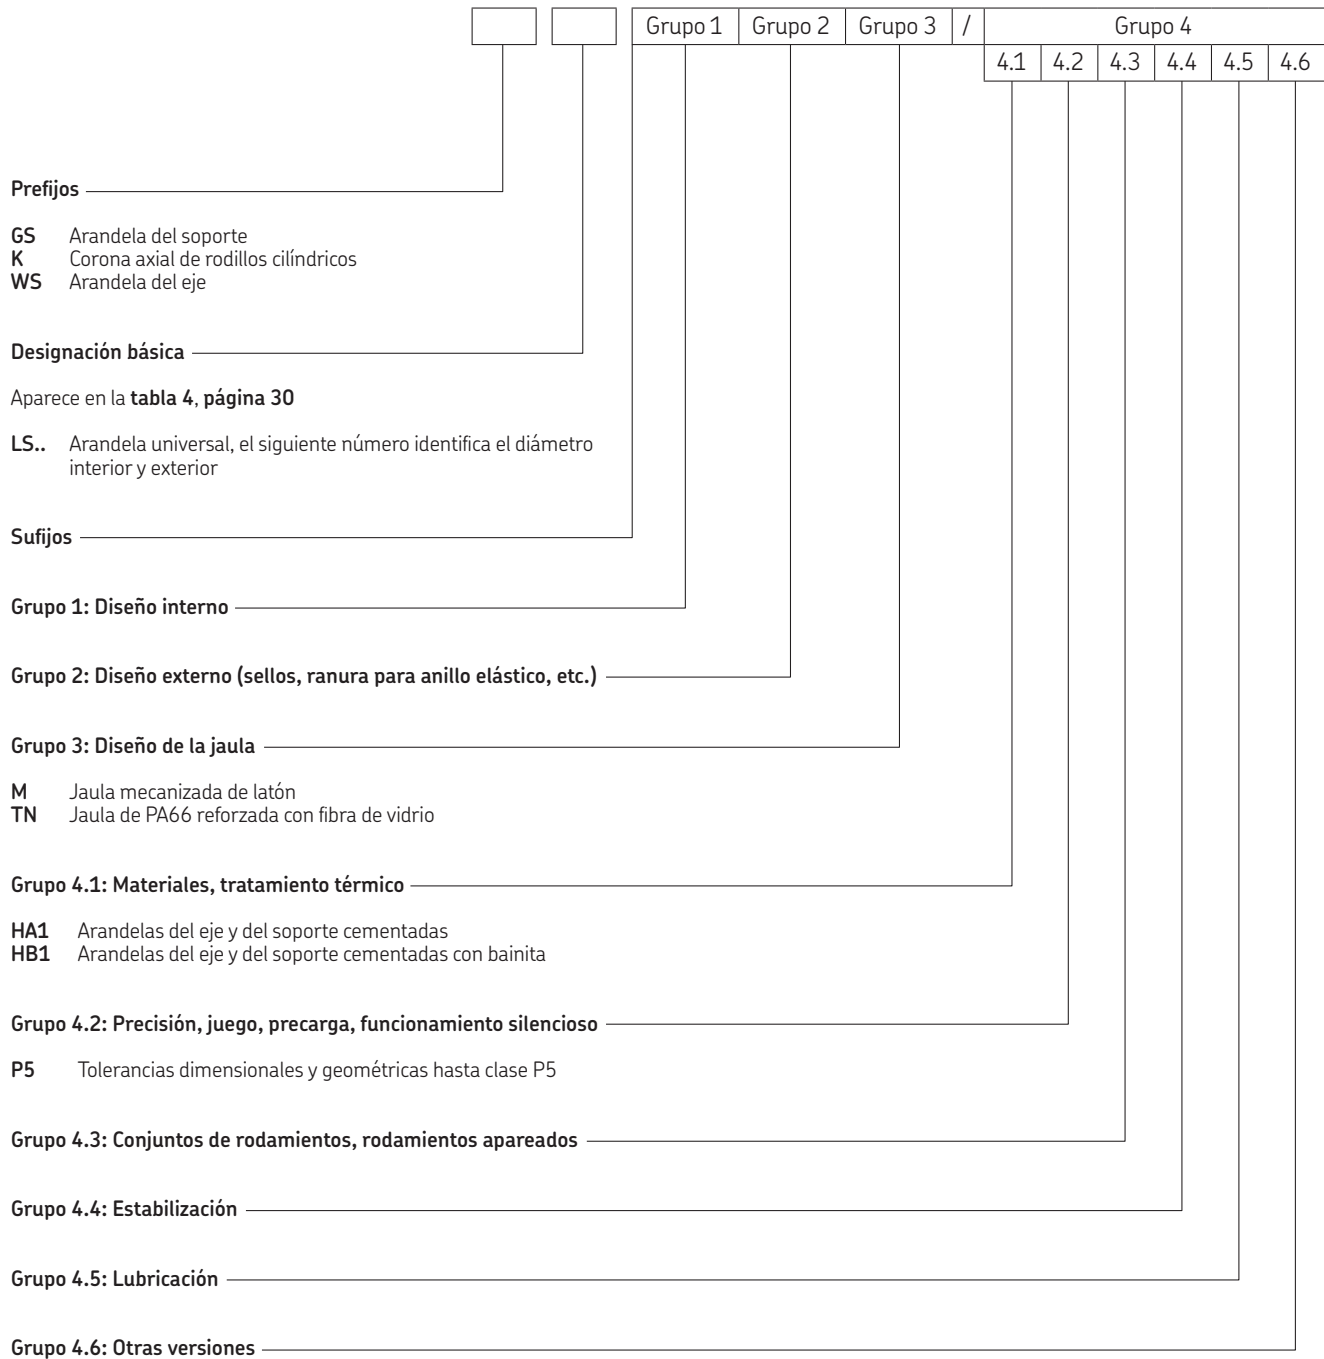 Grupo 1 Grupo 2 Grupo 3 / Grupo 4
4.1 4.2 4.3 4.4 4.5 4.6
Prefijos
GS Arandela del soporte
K Corona axial de rodillos cilíndricos
WS Arandela del eje
Designación básica
Aparece en la tabla 4, página 30
LS.. Arandela universal, el siguiente número identifica el diámetro
interior y exterior
Sufijos
Grupo 1: Diseño interno
Grupo 2: Diseño externo (sellos, ranura para anillo elástico, etc.)
Grupo 3: Diseño de la jaula
M Jaula mecanizada de latón
TN Jaula de PA66 reforzada con fibra de vidrio
Grupo 4.1: Materiales, tratamiento térmico
HA1 Arandelas del eje y del soporte cementadas
HB1 Arandelas del eje y del soporte cementadas con bainita
Grupo 4.2: Precisión, juego, precarga, funcionamiento silencioso
P5 Tolerancias dimensionales y geométricas hasta clase P5
Grupo 4.3: Conjuntos de rodamientos, rodamientos apareados
Grupo 4.4: Estabilización
Grupo 4.5: Lubricación
Grupo 4.6: Otras versiones